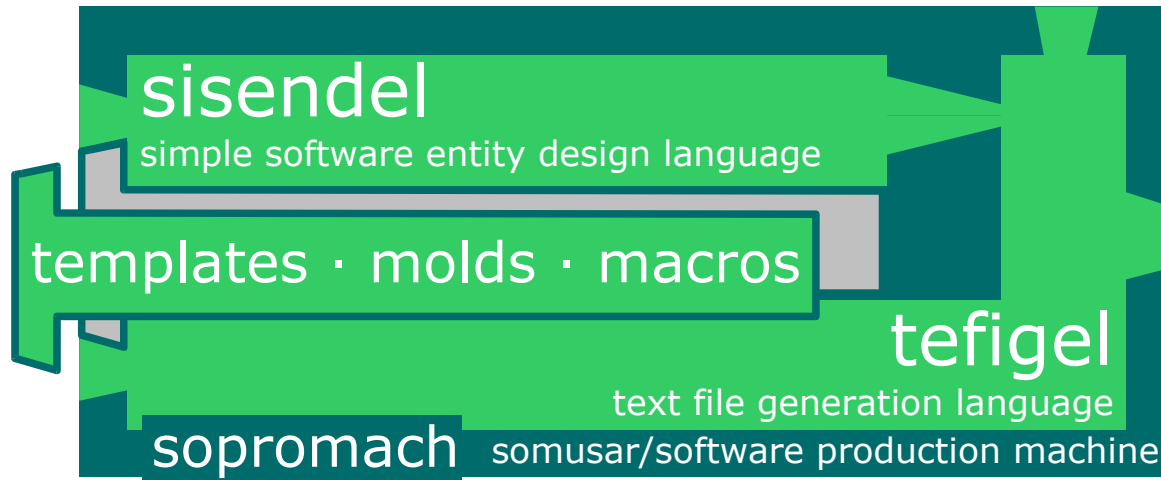 sisendel
simple software entity design language
templates · molds · macros
tefigel
text file generation language
sopromach somusar/software production machine